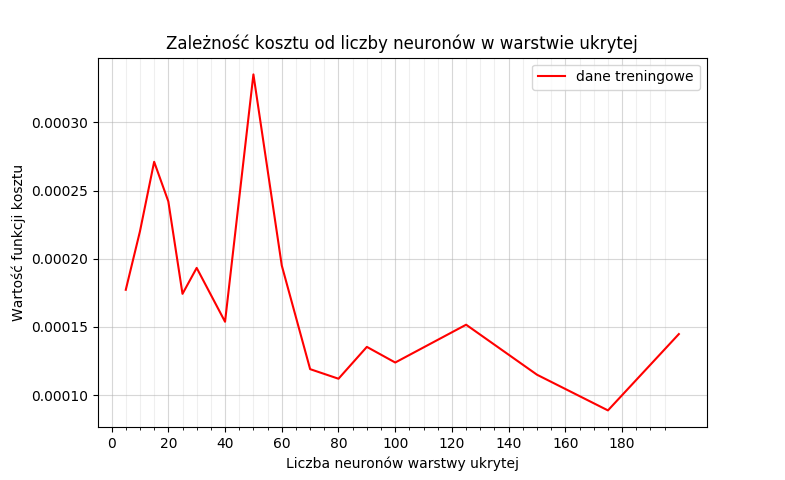 Zależność kosztu od liczby neuronów w warstwie ukrytej
dane treningowe
Wartość funkcji kosztu
0.00030
0.00025
0.00020
0.00015
0.00010
0 20 40 60 80 100 120 140 160 180
Liczba neuronów warstwy ukrytej